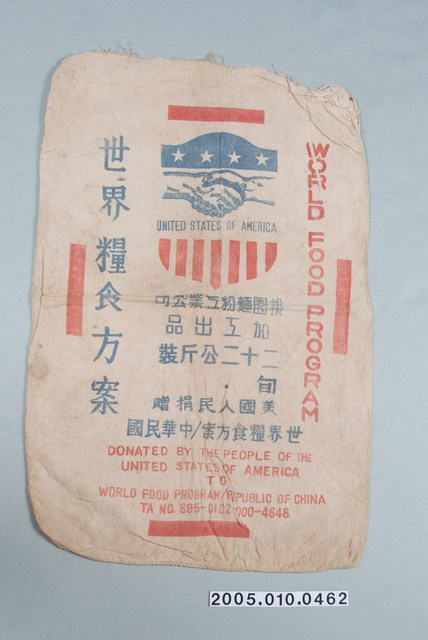 世界糧食方案
WORLD FOOD PROGRAM
UNITED STATES OF AMERICA
桃園麵粉工業公司
加工出品
二十二公斤裝
旬·
美國人民捐贈
世界糧食方案/中華民國
DONATED BY THE PEOPLE OF THE
UNITED STATES OF AMERICA
TO
WORLD FOOD PROGRAM/RIPUBLIC OF CHINA
TA NO. 895-0102-000-4648
2005.010.0462